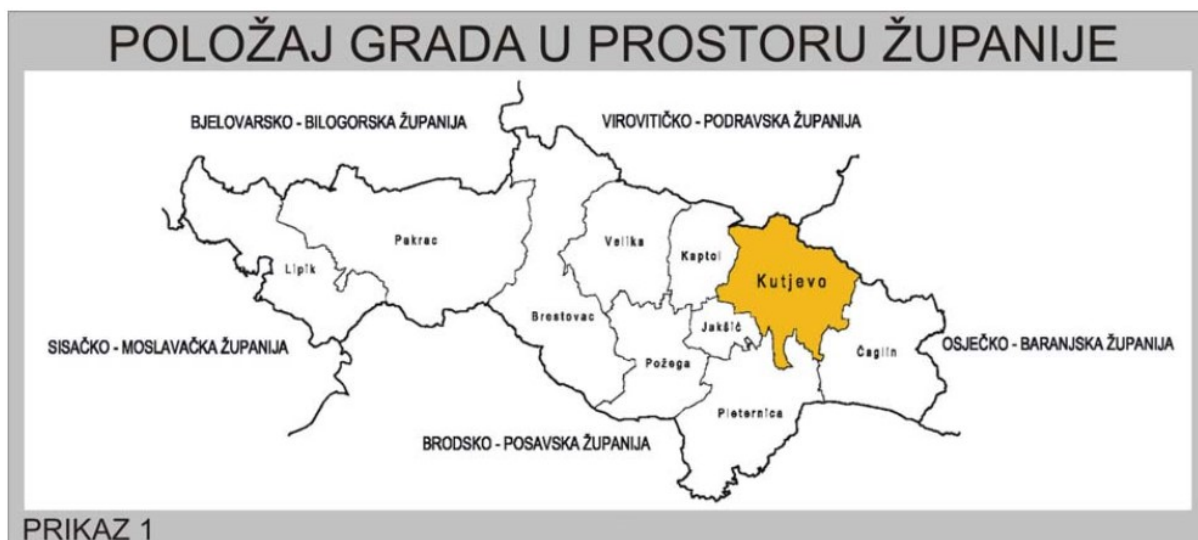 POLOŽAJ GRADA U PROSTORU ŽUPANIJE
BJELOVARSKO - BILOGORSKA ŽUPANIJA
VIROVITIČKO - PODRAVSKA ŽUPANIJA
Pakrac
Velika
Kaptol
Lipik
Kutjevo
Brestovac
Jakšić
SISAČKO - MOSLAVAČKA ŽUPANIJA
OSJEČKO - BARANJSKA ŽUPANIJA
Čaglin
Požega
Pleternica
BRODSKO - POSAVSKA ŽUPANIJA
PRIKAZ 1